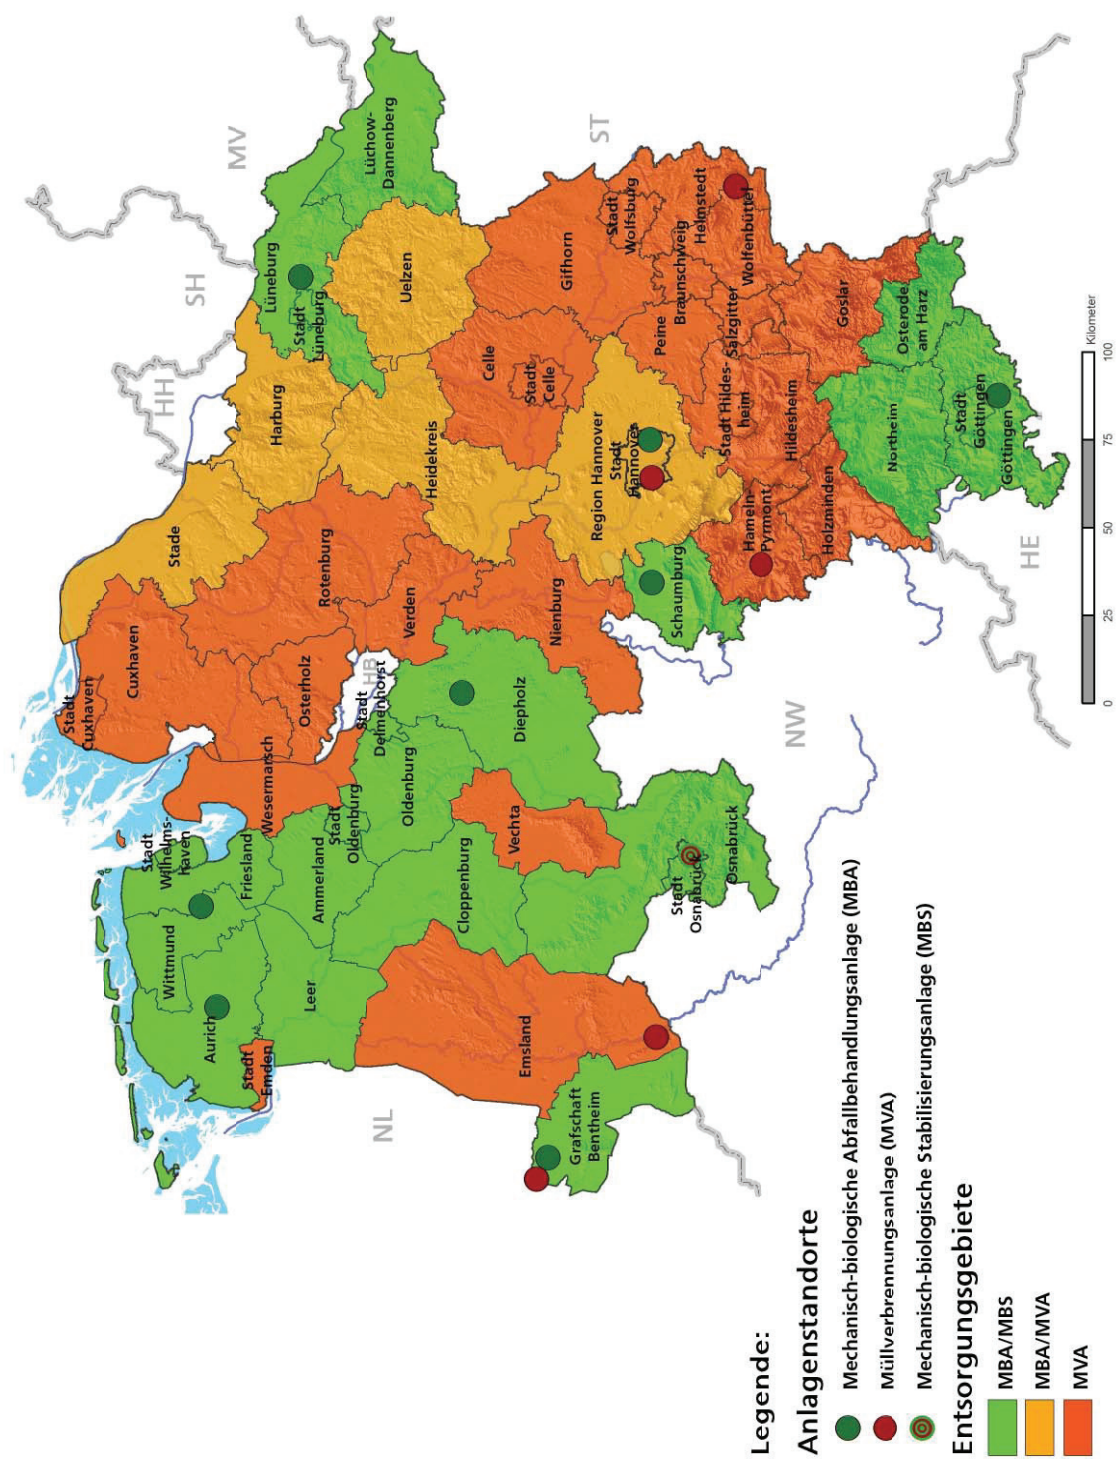 MV
SH
HH
ST
HE
NW
NL
HB
Lüchow-
Dannenberg
Lüneburg
Stadt
Lüneburg
Uelzen
Harburg
Stade
Heidekreis
Rotenburg
Cuxhaven
Stadt
Cuxhaven
Osterholz
Verden
Wesermarsch
Stadt
Delmenhorst
Stadt
Wilhelms-
haven
Friesland
Wittmund
Aurich
Stadt
Emden
Leer
Ammerland
Stadt
Oldenburg
Oldenburg
Cloppenburg
Vechta
Diepholz
Nienburg
Emsland
Grafschaft
Bentheim
Stadt
Osnabrück
Osnabrück
Celle
Stadt
Celle
Gifhorn
Stadt
Wolfsburg
Helmstedt
Braunschweig
Wolfenbüttel
Peine
Salzgitter
Region Hannover
Stadt
Hannover
Schaumburg
Hameln-
Pyrmont
Stadt Hildes-
heim
Hildesheim
Holzminden
Goslar
Osterode
am Harz
Northeim
Stadt
Göttingen
Göttingen
Kilometer
0
25
50
75
100
Legende:
Anlagenstandorte
Mechanisch-biologische Abfallbehandlungsanlage (MBA)
Müllverbrennungsanlage (MVA)
Mechanisch-biologische Stabilisierungsanlage (MBS)
Entsorgungsgebiete
MBA/MBS
MBA/MVA
MVA